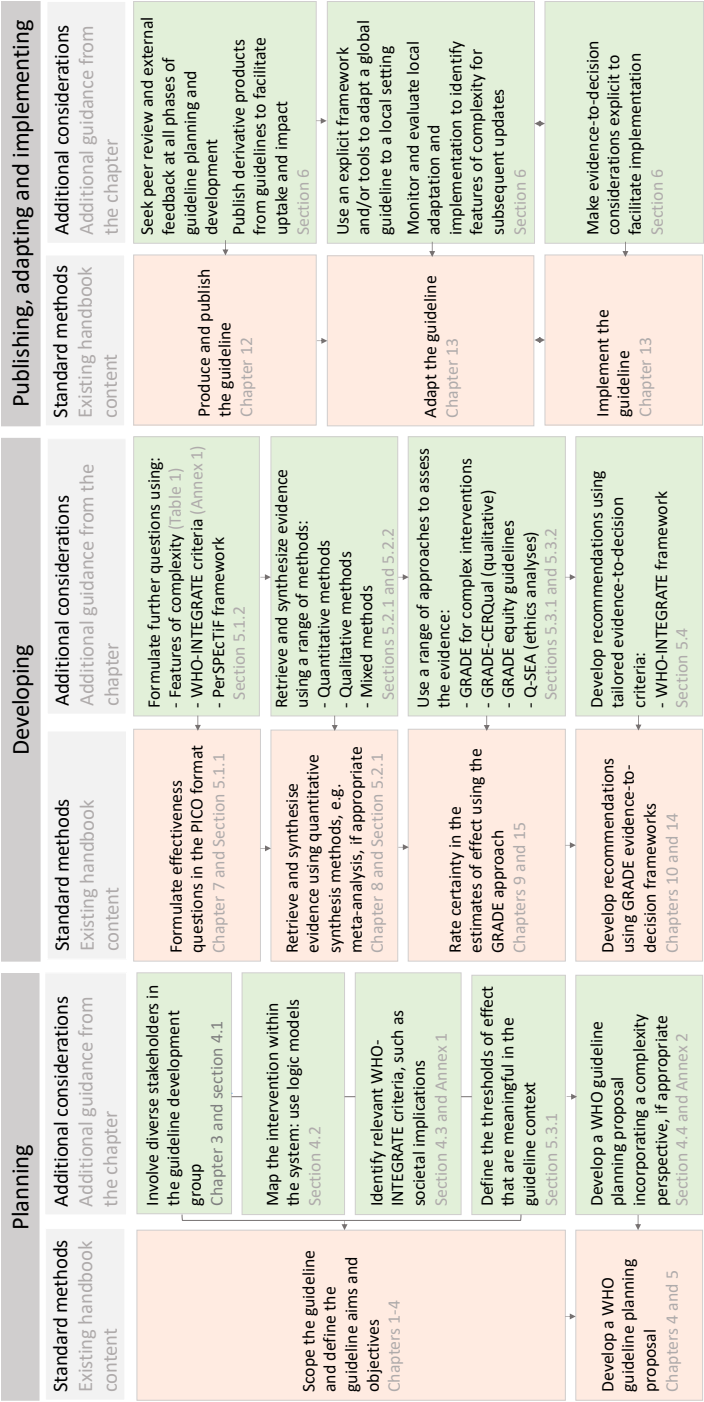 Planning
Standard methods
Existing handbook
content
Additional considerations
Additional guidance from
the chapter
Scope the guideline
and define the
guideline aims and
objectives
Chapters 1-4
Develop a WHO
guideline planning
proposal
Chapters 4 and 5
Involve diverse stakeholders in
the guideline development
group
Chapter 3 and section 4.1
Map the intervention within
the system: use logic models
Section 4.2
Identify relevant WHO-
INTEGRATE criteria, such as
societal implications
Section 4.3 and Annex 1
Define the thresholds of effect
that are meaningful in the
guideline context
Section 5.3.1
Develop a WHO guideline
planning proposal
incorporating a complexity
perspective, if appropriate
Section 4.4 and Annex 2
Developing
Standard methods
Existing handbook
content
Additional considerations
Additional guidance from the
chapter
Formulate effectiveness
questions in the PICO format
Chapter 7 and Section 5.1.1
Retrieve and synthesise
evidence using quantitative
synthesis methods, e.g.
meta-analysis, if appropriate
Chapter 8 and Section 5.2.1
Rate certainty in the
estimates of effect using the
GRADE approach
Chapters 9 and 15
Develop recommendations
using GRADE evidence-to-
decision frameworks
Chapters 10 and 14
Formulate further questions using:
- Features of complexity (Table 1)
- WHO-INTEGRATE criteria (Annex 1)
- PerSPEcTiF framework
Section 5.1.2
Retrieve and synthesize evidence
using a range of methods:
- Quantitative methods
- Qualitative methods
- Mixed methods
Sections 5.2.1 and 5.2.2
Use a range of approaches to assess
the evidence:
- GRADE for complex interventions
- GRADE-CERQual (qualitative)
- GRADE equity guidelines
- Q-SEA (ethics analyses)
Sections 5.3.1 and 5.3.2
Develop recommendations using
tailored evidence-to-decision
criteria:
- WHO-INTEGRATE framework
Section 5.4
Publishing, adapting and implementing
Standard methods
Existing handbook
content
Additional considerations
Additional guidance from
the chapter
Produce and publish
the guideline
Chapter 12
Adapt the guideline
Chapter 13
Implement the
guideline
Chapter 13
Seek peer review and external
feedback at all phases of
guideline planning and
development
Publish derivative products
from guidelines to facilitate
uptake and impact
Section 6
Use an explicit framework
and/or tools to adapt a global
guideline to a local setting
Monitor and evaluate local
adaptation and
implementation to identify
features of complexity for
subsequent updates
Section 6
Make evidence-to-decision
considerations explicit to
facilitate implementation
Section 6